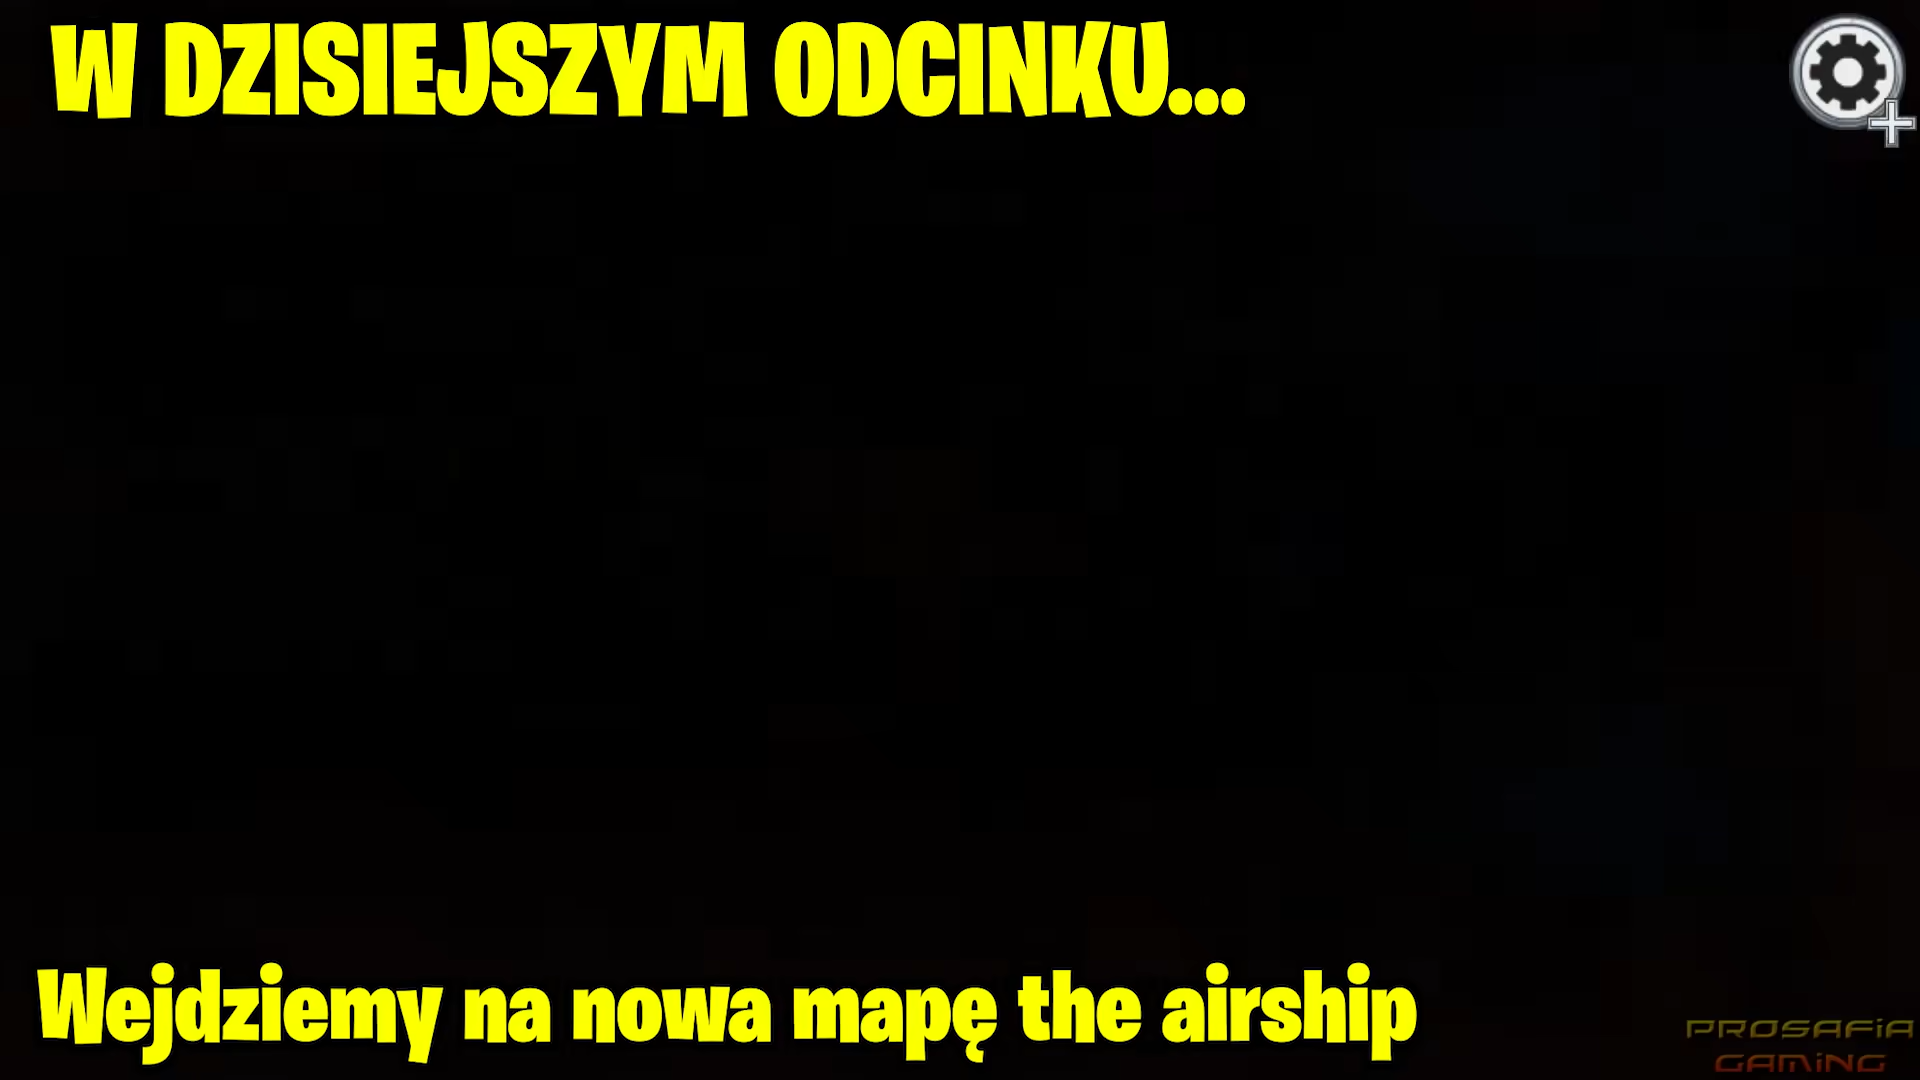 W DZISIEJSZYM ODCINKU...
Wejdziemy na nowa mapę the airship
PROSAFiA
GAMiNG